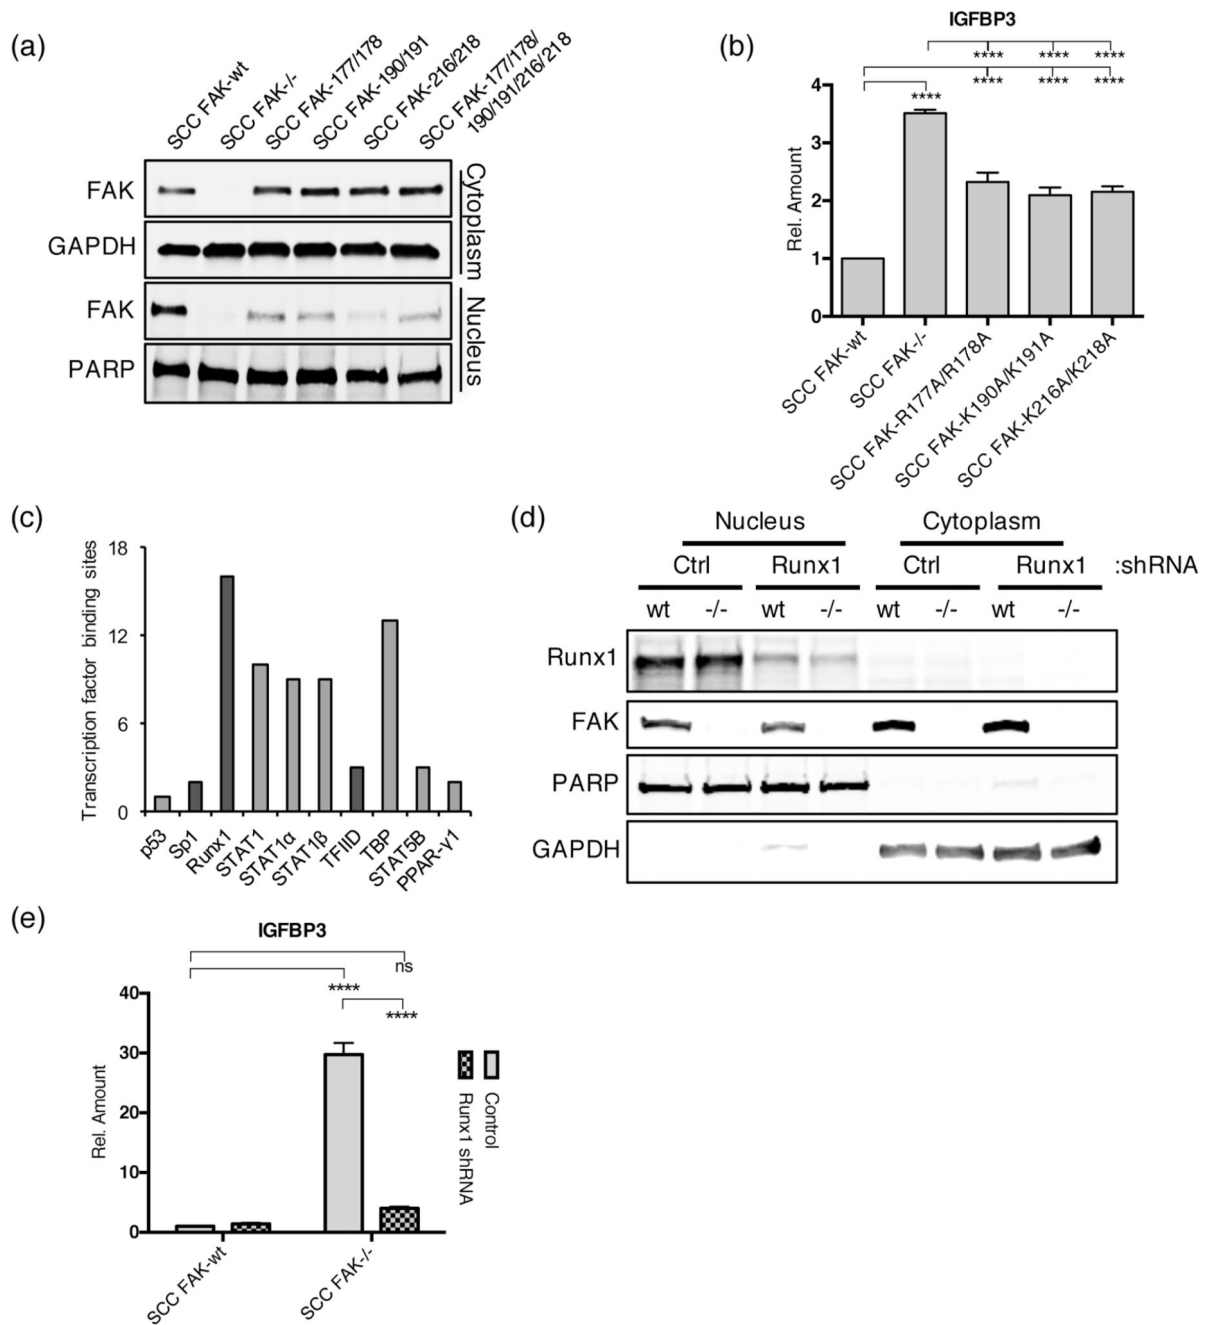 (a)
SCC FAK-wt
SCC FAK-/-
SCC FAK-177/178
SCC FAK-190/191
SCC FAK-216/218
SCC FAK-177/178/
190/191/216/218
FAK
GAPDH
Cytoplasm
FAK
PARP
Nucleus
(b)
IGFBP3
**** **** ****
**** **** ****
****
Rel. Amount
4
3
2
1
0
SCC FAK-wt
SCC FAK-/-
SCC FAK-R177A/R178A
SCC FAK-K190A/K191A
SCC FAK-K216A/K218A
(c)
Transcription factor binding sites
18
12
6
0
p53
Sp1
Runx1
STAT1
STAT1α
STAT1β
TFIID
TBP
STAT5B
PPAR-γ1
(d)
Nucleus Cytoplasm
Ctrl Runx1 Ctrl Runx1 :shRNA
wt -/- wt -/- wt -/- wt -/-
Runx1
FAK
PARP
GAPDH
(e)
IGFBP3
ns
****
****
Rel. Amount
40
30
20
10
0
SCC FAK-wt
SCC FAK-/-
Control
Runx1 shRNA